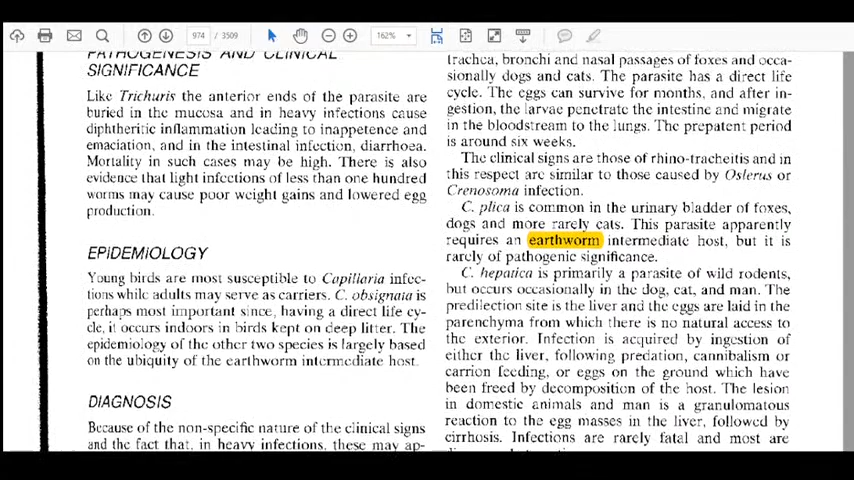 974 / 3509
162%
PATHOGENESIS AND CLINICAL
SIGNIFICANCE
Like Trichuris the anterior ends of the parasite are
buried in the mucosa and in heavy infections cause
diphtheritic inflammation leading to inappetence and
emaciation, and in the intestinal infection, diarrhoea.
Mortality in such cases may be high. There is also
evidence that light infections of less than one hundred
worms may cause poor weight gains and lowered egg
production.
EPIDEMIOLOGY
Young birds are most susceptible to Capillaria infec-
tions while adults may serve as carriers. C. obsignata is
perhaps most important since, having a direct life cy-
cle, it occurs indoors in birds kept on deep litter. The
epidemiology of the other two species is largely based
on the ubiquity of the earthworm intermediate host.
DIAGNOSIS
Because of the non-specific nature of the clinical signs
and the fact that, in heavy infections, these may ap-
trachea, bronchi and nasal passages of foxes and occa-
sionally dogs and cats. The parasite has a direct life
cycle. The eggs can survive for months, and after in-
gestion, the larvae penetrate the intestine and migrate
in the bloodstream to the lungs. The prepatent period
is around six weeks.
The clinical signs are those of rhino-tracheitis and in
this respect are similar to those caused by Oslerus or
Crenosoma infection.
C. plica is common in the urinary bladder of foxes,
dogs and more rarely cats. This parasite apparently
requires an earthworm intermediate host, but it is
rarely of pathogenic significance.
C. hepatica is primarily a parasite of wild rodents,
but occurs occasionally in the dog, cat, and man. The
predilection site is the liver and the eggs are laid in the
parenchyma from which there is no natural access to
the exterior. Infection is acquired by ingestion of
either the liver, following predation, cannibalism or
carrion feeding, or eggs on the ground which have
been freed by decomposition of the host. The lesion
in domestic animals and man is a granulomatous
reaction to the egg masses in the liver, followed by
cirrhosis. Infections are rarely fatal and most are